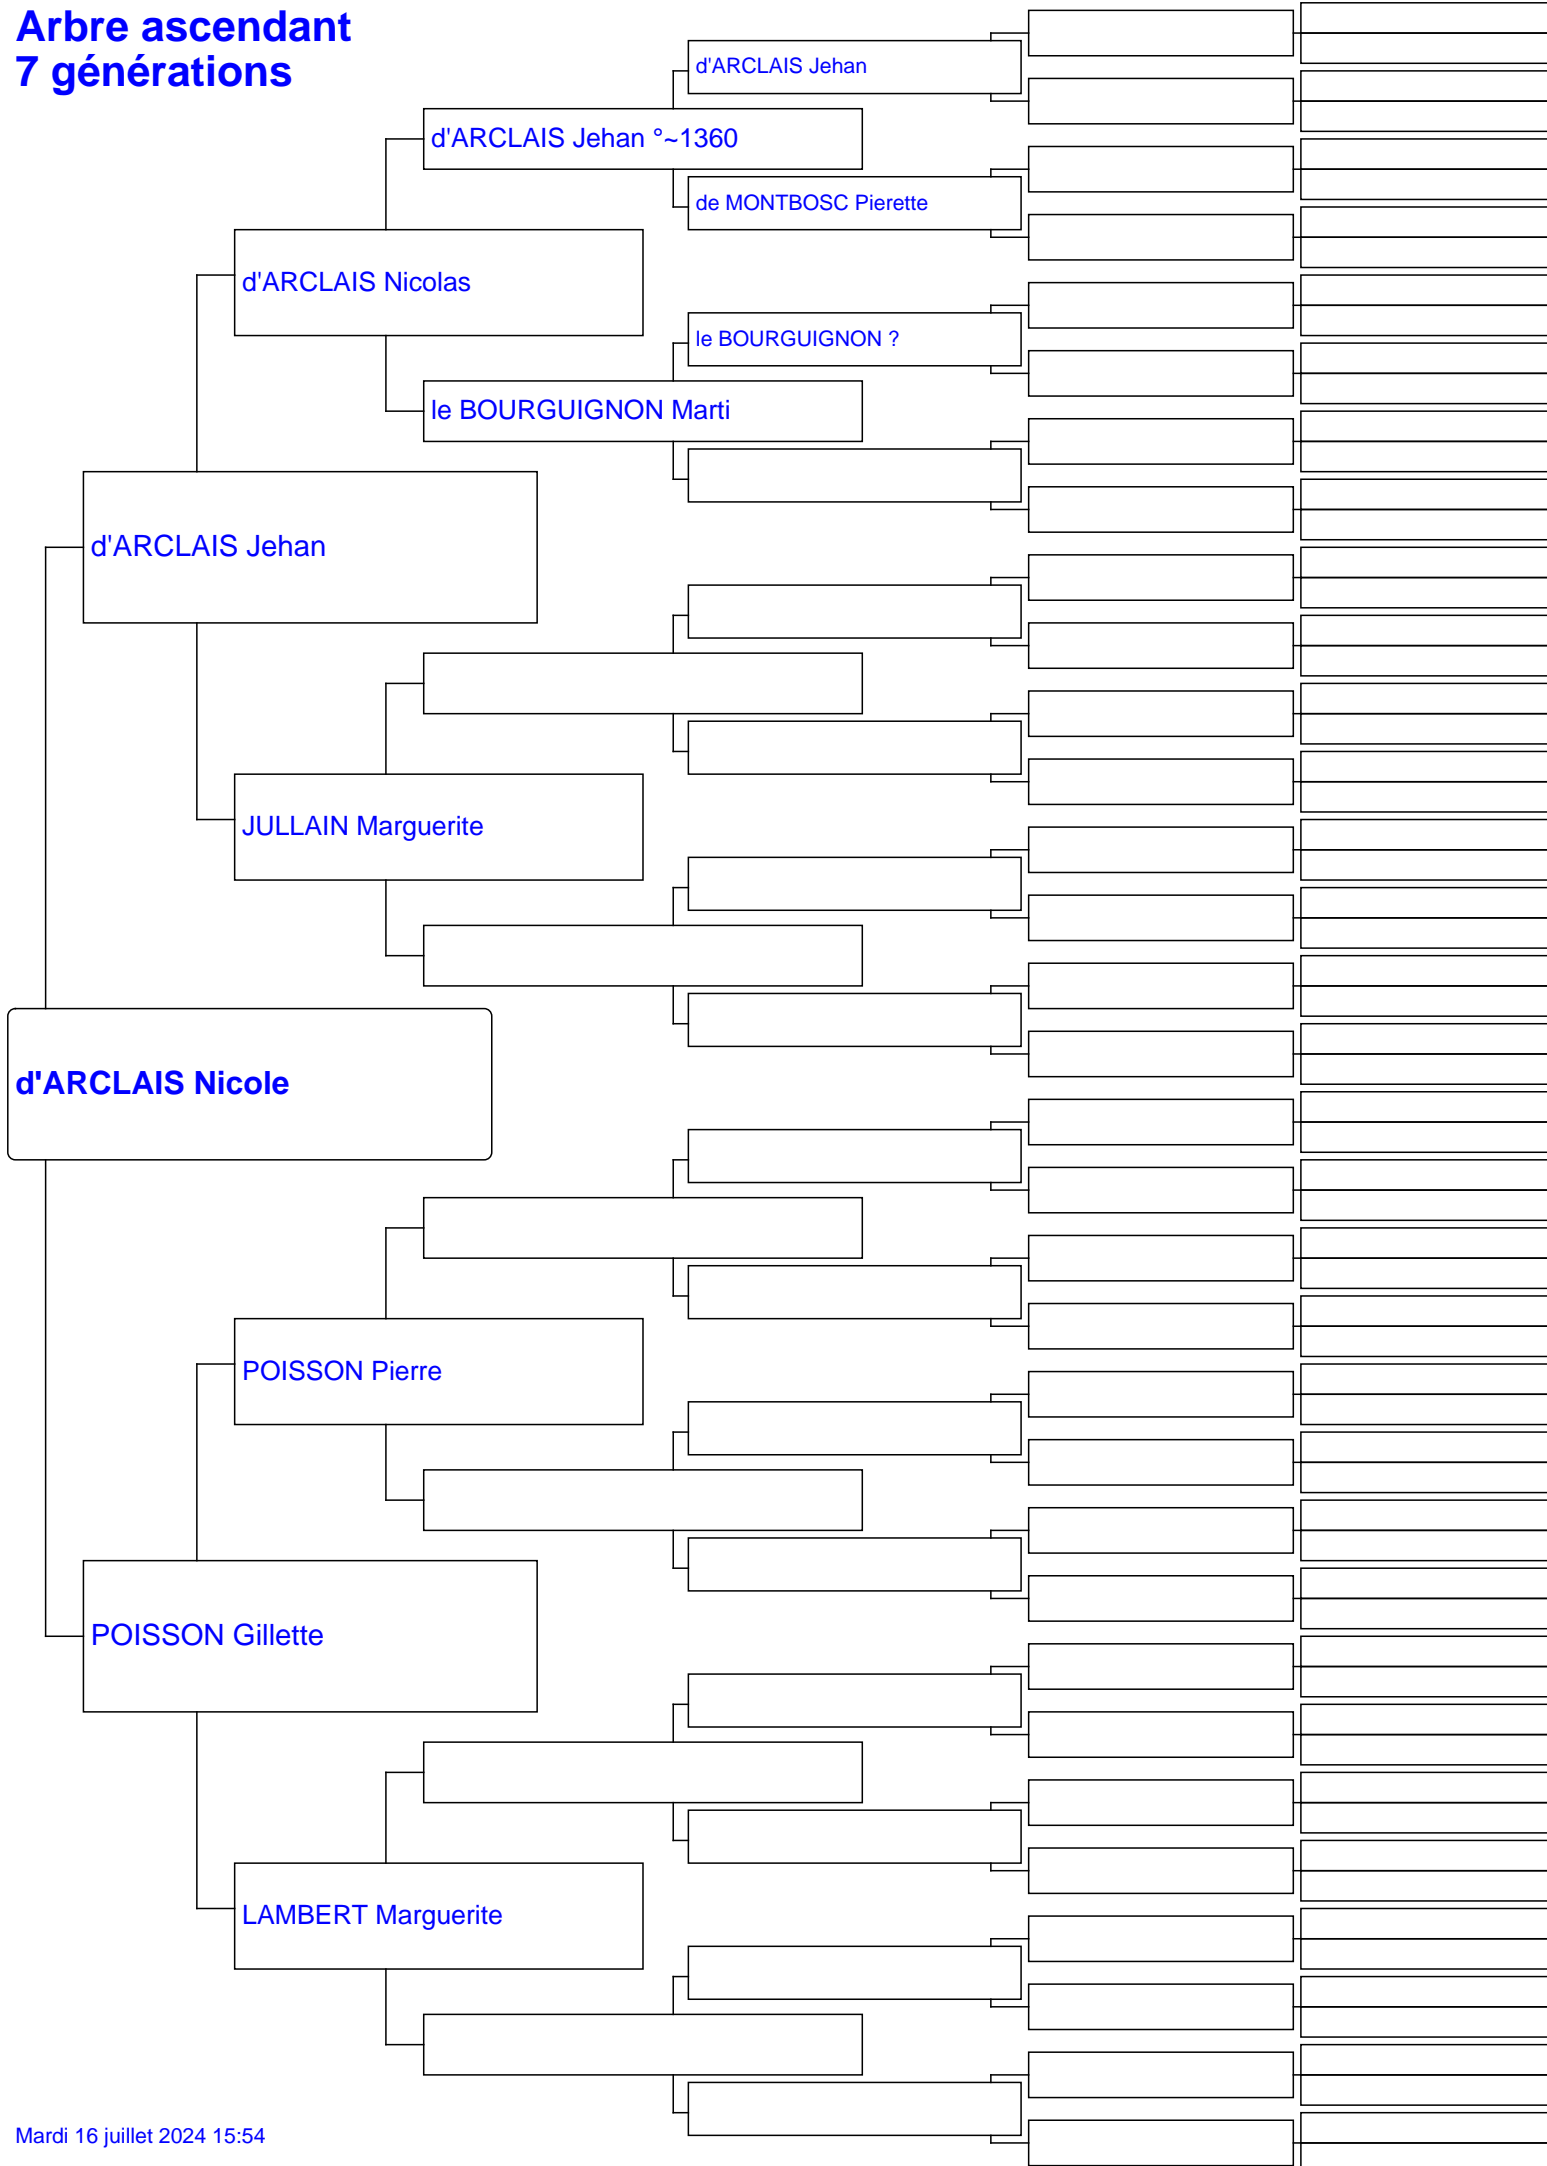 Arbre ascendant
7 générations
d'ARCLAIS Jehan
d'ARCLAIS Jehan °~1360
de MONTBOSC Pierette
d'ARCLAIS Nicolas
le BOURGUIGNON ?
le BOURGUIGNON Marti
d'ARCLAIS Jehan
JULLAIN Marguerite
d'ARCLAIS Nicole
POISSON Pierre
POISSON Gillette
LAMBERT Marguerite
Mardi 16 juillet 2024 15:54